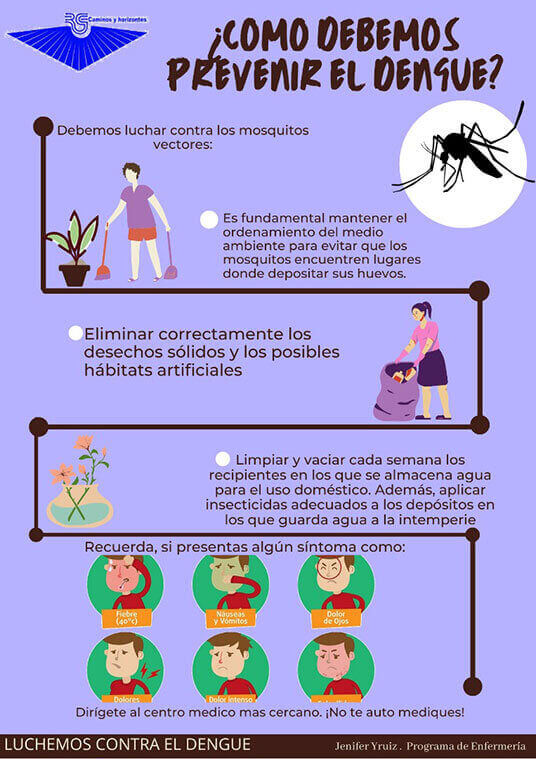 Caminos y horizontes
¿COMO DEBEMOS
PREVENIR EL DENGUE?
Debemos luchar contra los mosquitos
vectores:
Es fundamental mantener el
ordenamiento del medio
ambiente para evitar que los
mosquitos encuentren lugares
donde depositar sus huevos.
Eliminar correctamente los
desechos sólidos y los posibles
hábitats artificiales
Limpiar y vaciar cada semana los
recipientes en los que se almacena agua
para el uso doméstico. Además, aplicar
insecticidas adecuados a los depósitos en
los que guarda agua a la intemperie
Recuerda, si presentas algún síntoma como:
Fiebre
(40°c)
Náuseas
y Vómitos
Dolor
de Ojos
Dolores
Dolor intenso
Dirígete al centro medico mas cercano. ¡No te auto mediques!
LUCHEMOS CONTRA EL DENGUE
Jenifer Yruiz . Programa de Enfermería